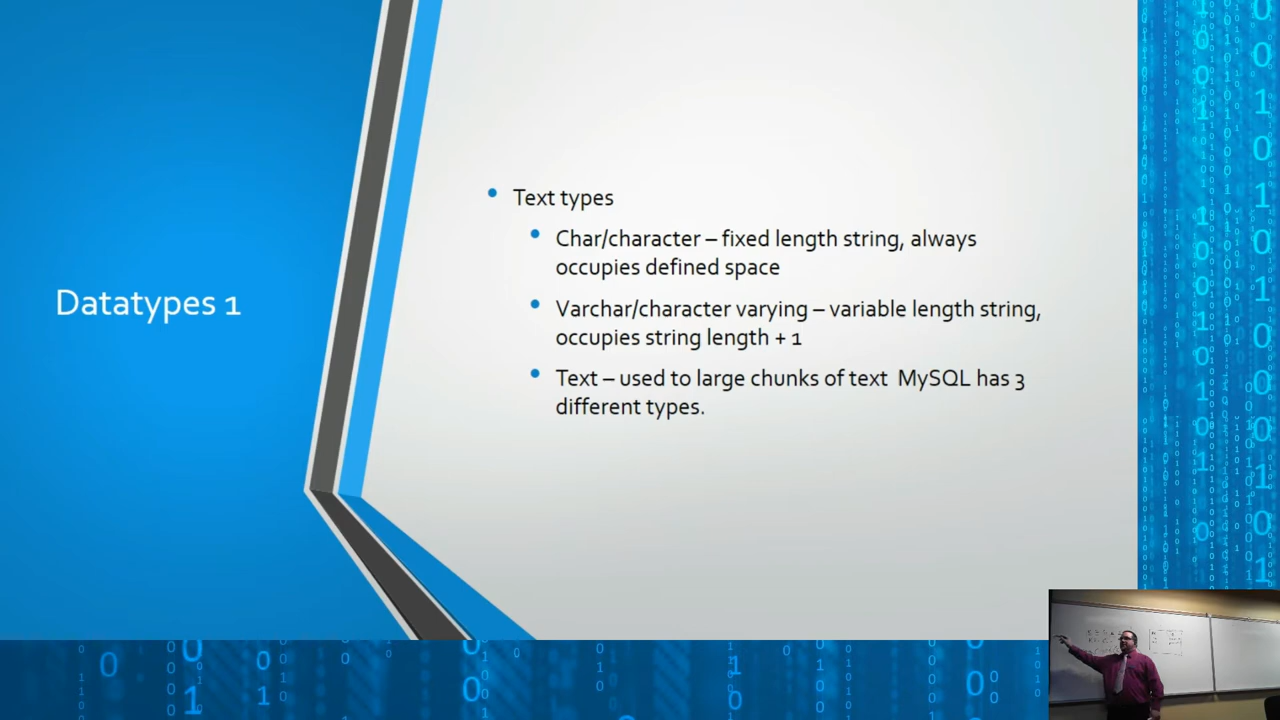 Datatypes 1
Text types
Char/character – fixed length string, always
occupies defined space
Varchar/character varying – variable length string,
occupies string length + 1
Text – used to large chunks of text  MySQL has 3
different types.